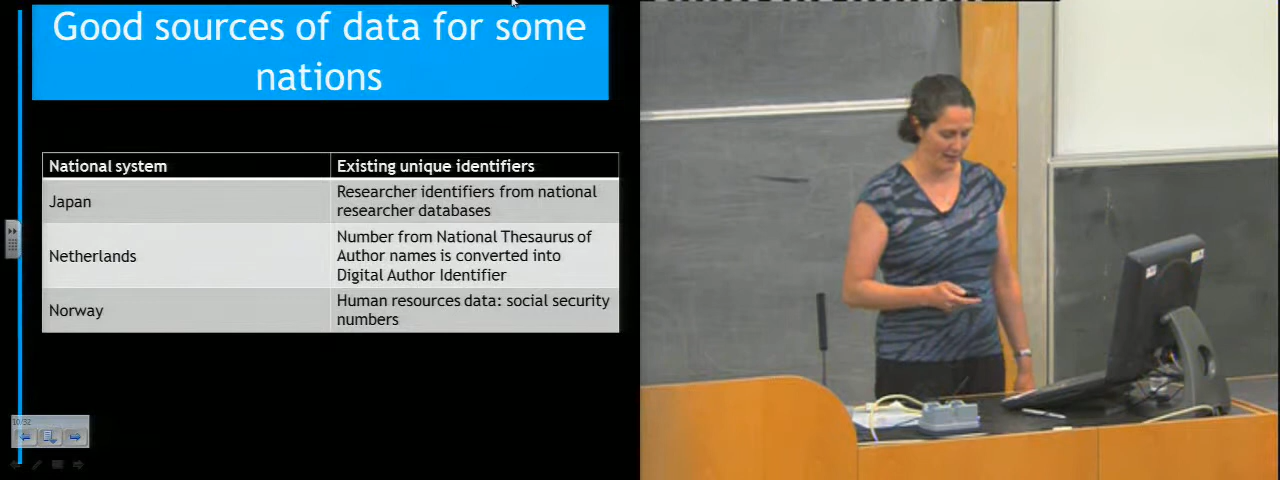 Good sources of data for some
nations
National system
Existing unique identifiers
Japan
Researcher identifiers from national
researcher databases
Netherlands
Number from National Thesaurus of
Author names is converted into
Digital Author Identifier
Norway
Human resources data: social security
numbers
10/32